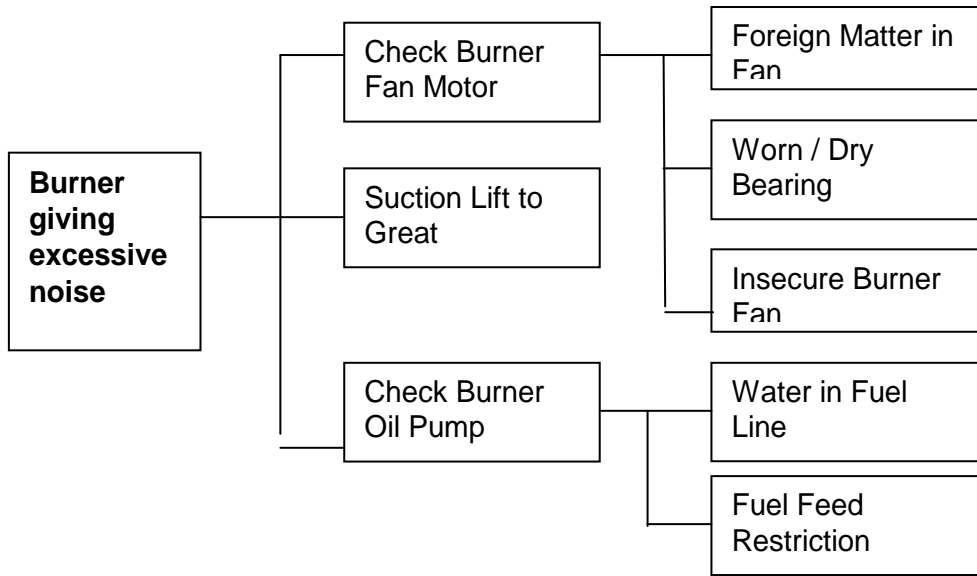 Burner
giving
excessive
noise
Check Burner
Fan Motor
Suction Lift to
Great
Check Burner
Oil Pump
Foreign Matter in
Fan
Worn / Dry
Bearing
Insecure Burner
Fan
Water in Fuel
Line
Fuel Feed
Restriction